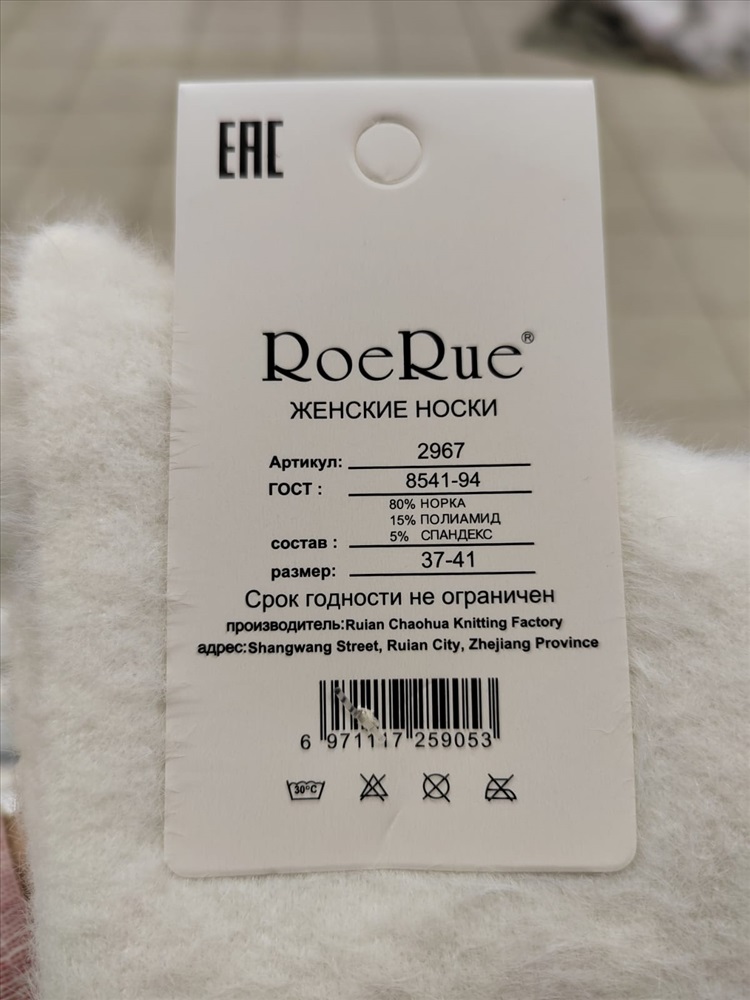 EAC
RoeRue®
ЖЕНСКИЕ НОСКИ
Артикул: 2967
ГОСТ : 8541-94
80% НОРКА
15% ПОЛИАМИД
состав : 5% СПАНДЕКС
размер: 37-41
Срок годности не ограничен
производитель:Ruian Chaohua Knitting Factory
адрес:Shangwang Street, Ruian City, Zhejiang Province
6 971117 259053
30°C